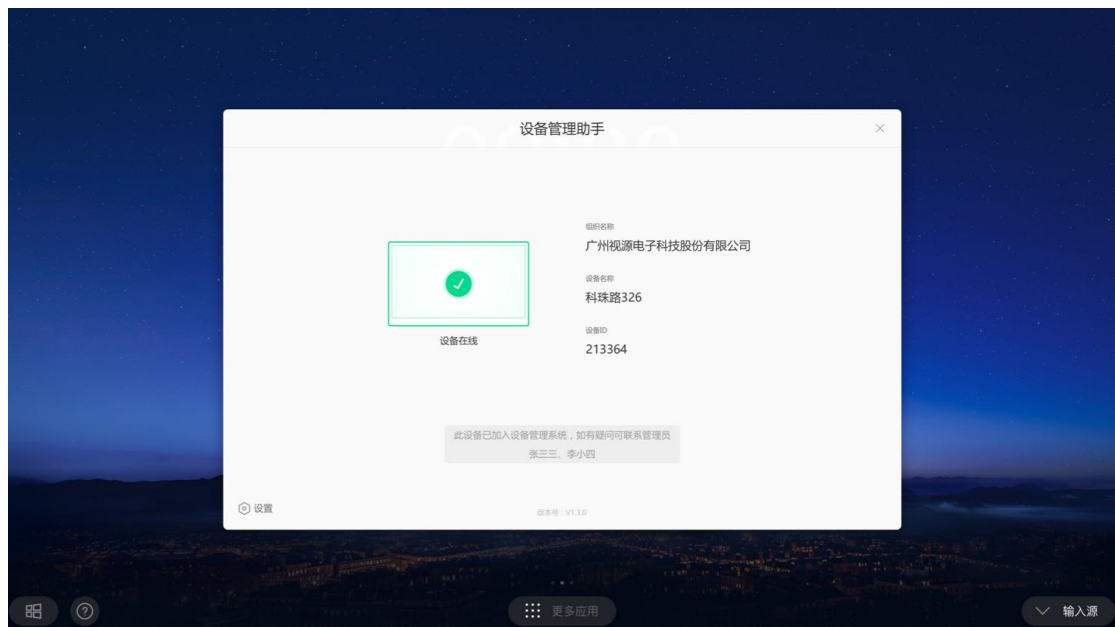 设备管理助手
组织名称
广州视源电子科技股份有限公司
设备名称
科珠路326
设备ID
213364
设备在线
此设备已加入设备管理系统，如有疑问可联系管理员
张三三、李小四
设置
版本号：V1.3.0
更多应用
输入源